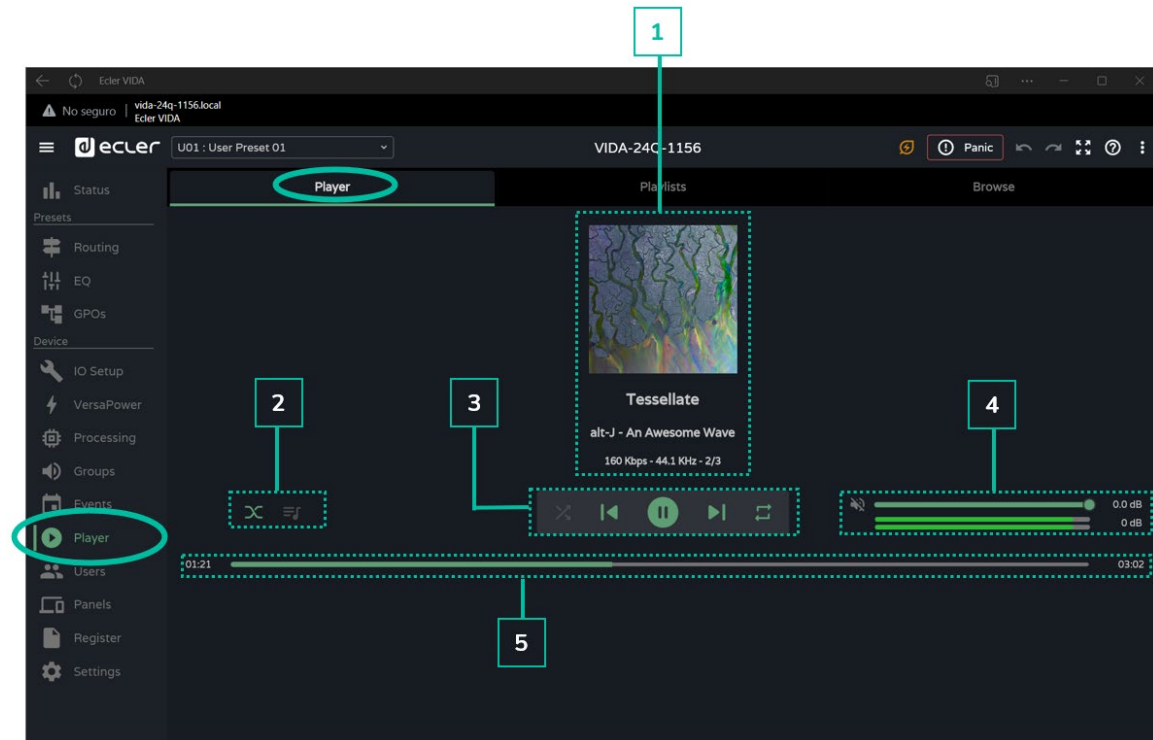 1
Ecler VIDA
No seguro | vida-24q-1156.local
Ecler VIDA
ecler
U01 : User Preset 01
VIDA-24Q-1156
Panic
Status
Player
Playlists
Browse
Presets
Routing
EQ
GPOs
Device
IO Setup
VersaPower
Processing
Groups
Events
Player
Users
Panels
Register
Settings
Tessellate
alt-J - An Awesome Wave
160 Kbps - 44.1 KHz - 2/3
2
3
4
0.0 dB
0 dB
01:21
03:02
5